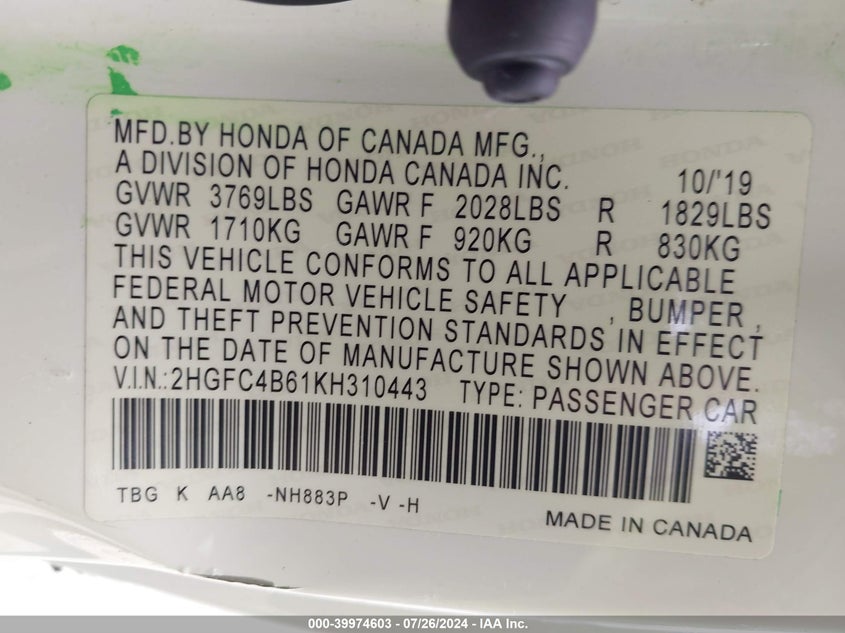 MFD.BY HONDA OF CANADA MFG.,
A DIVISION OF HONDA CANADA INC. 10/'19
GVWR 3769LBS GAWR F 2028LBS R 1829LBS
GVWR 1710KG GAWR F 920KG R 830KG
THIS VEHICLE CONFORMS TO ALL APPLICABLE
FEDERAL MOTOR VEHICLE SAFETY , BUMPER ,
AND THEFT PREVENTION STANDARDS IN EFFECT
ON THE DATE OF MANUFACTURE SHOWN ABOVE.
V.I.N.:2HGFC4B61KH310443 TYPE: PASSENGER CAR
TBG K AA8 -NH883P -V -H
MADE IN CANADA
000-39974603 - 07/26/2024 - IAA Inc.